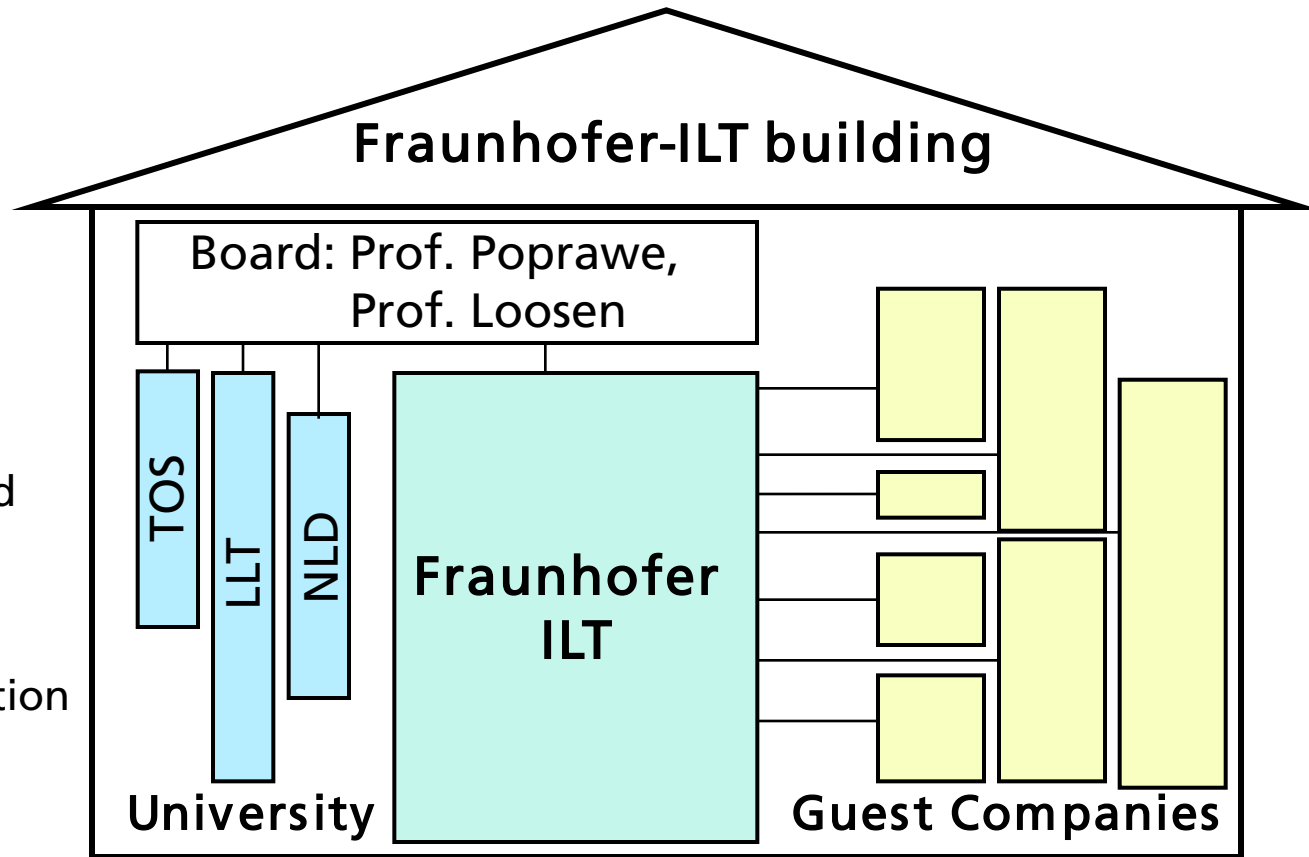 Fraunhofer-ILT building
Board: Prof. Poprawe,
Prof. Loosen
TOS
LLT
NLD
Fraunhofer
ILT
University
Guest Companies